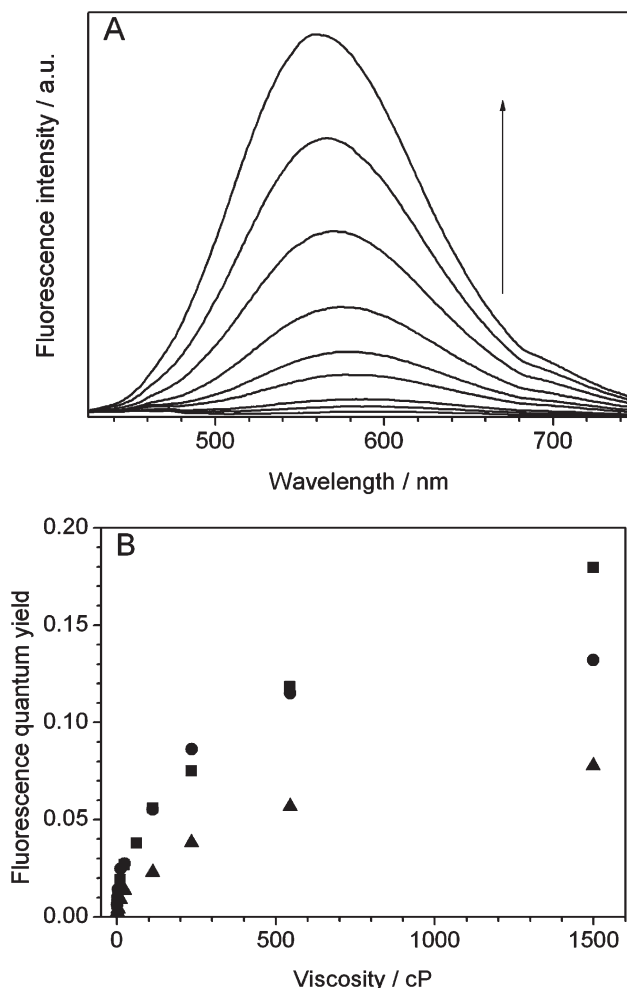 A
Fluorescence intensity / a.u.
500 600 700
Wavelength / nm
B
Fluorescence quantum yield
0.20
0.15
0.10
0.05
0.00
0 500 1000 1500
Viscosity / cP